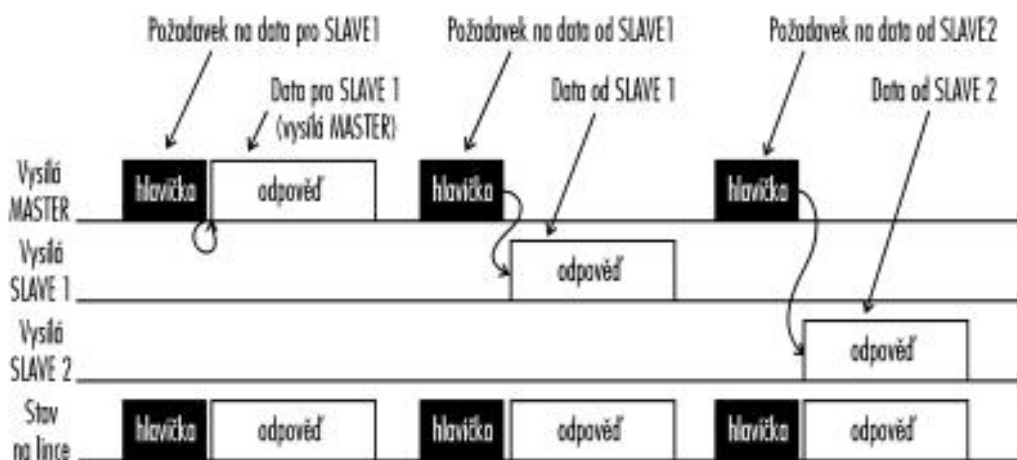 Požadavek na data pro SLAVE1
Požadavek na data od SLAVE1
Požadavek na data od SLAVE2
Data pro SLAVE 1
(vysílá MASTER)
Data od SLAVE 1
Data od SLAVE 2
Vysílá
MASTER
hlavička
odpověď
hlavička
hlavička
Vysílá
SLAVE 1
odpověď
Vysílá
SLAVE 2
odpověď
Stav
na lince
hlavička
odpověď
hlavička
odpověď
hlavička
odpověď